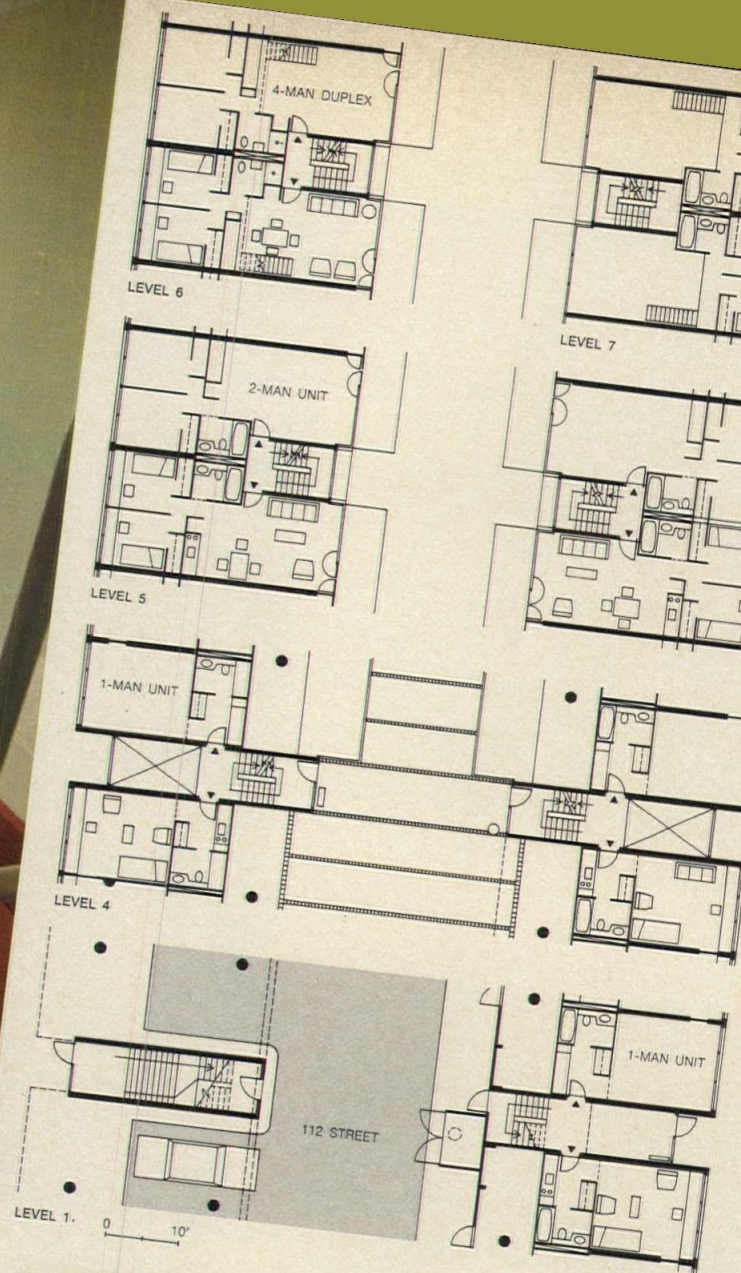 4-MAN DUPLEX
LEVEL 6
LEVEL 7
2-MAN UNIT
LEVEL 5
1-MAN UNIT
LEVEL 4
1-MAN UNIT
112 STREET
LEVEL 1.
0 10'